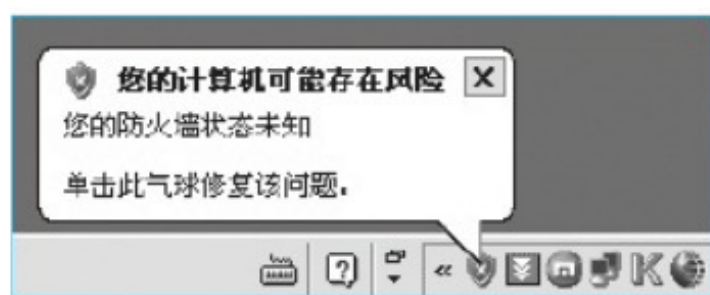 您的计算机可能存在风险
您的防火墙状态未知
单击此气球修复该问题。